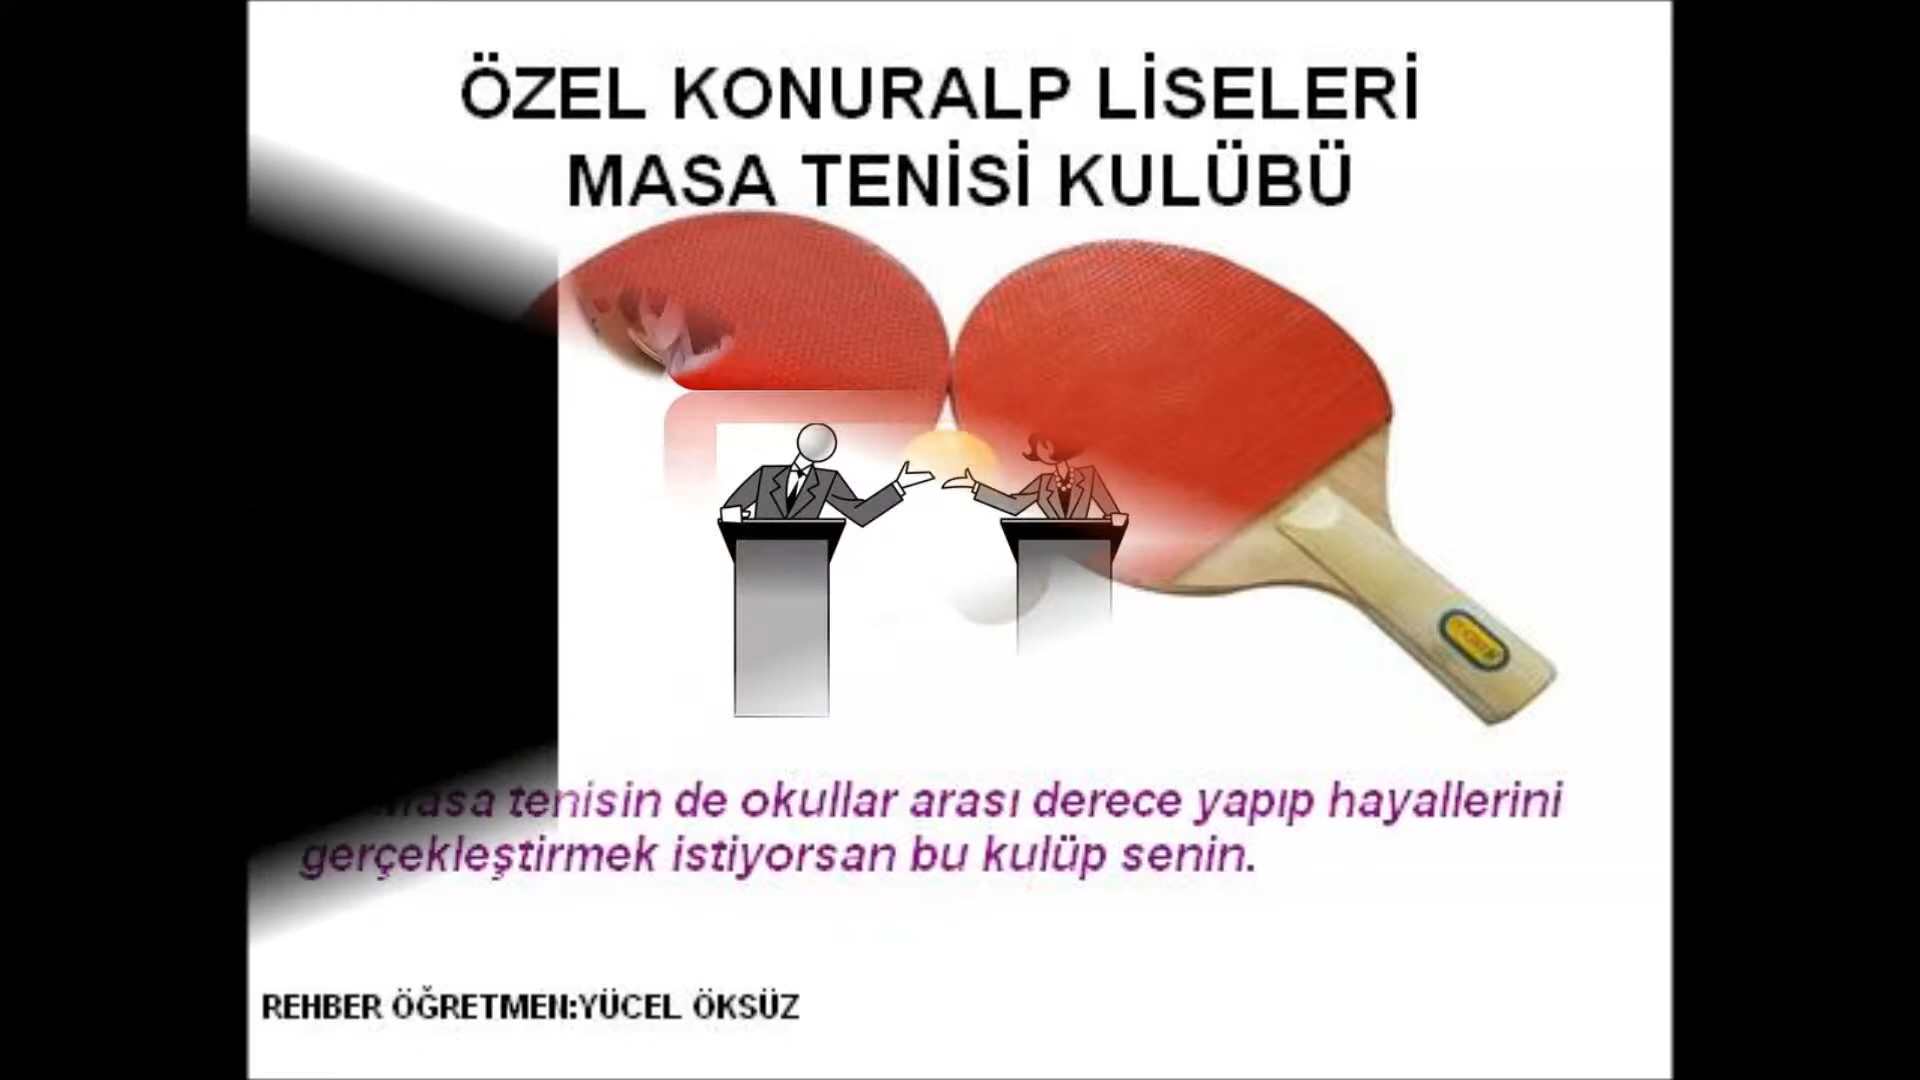 ÖZEL KONURALP LİSELERİ
MASA TENİSİ KULÜBÜ
masa tenisin de okullar arası derece yapıp hayallerini
gerçekleştirmek istiyorsan bu kulüp senin.
REHBER ÖĞRETMEN:YÜCEL ÖKSÜZ